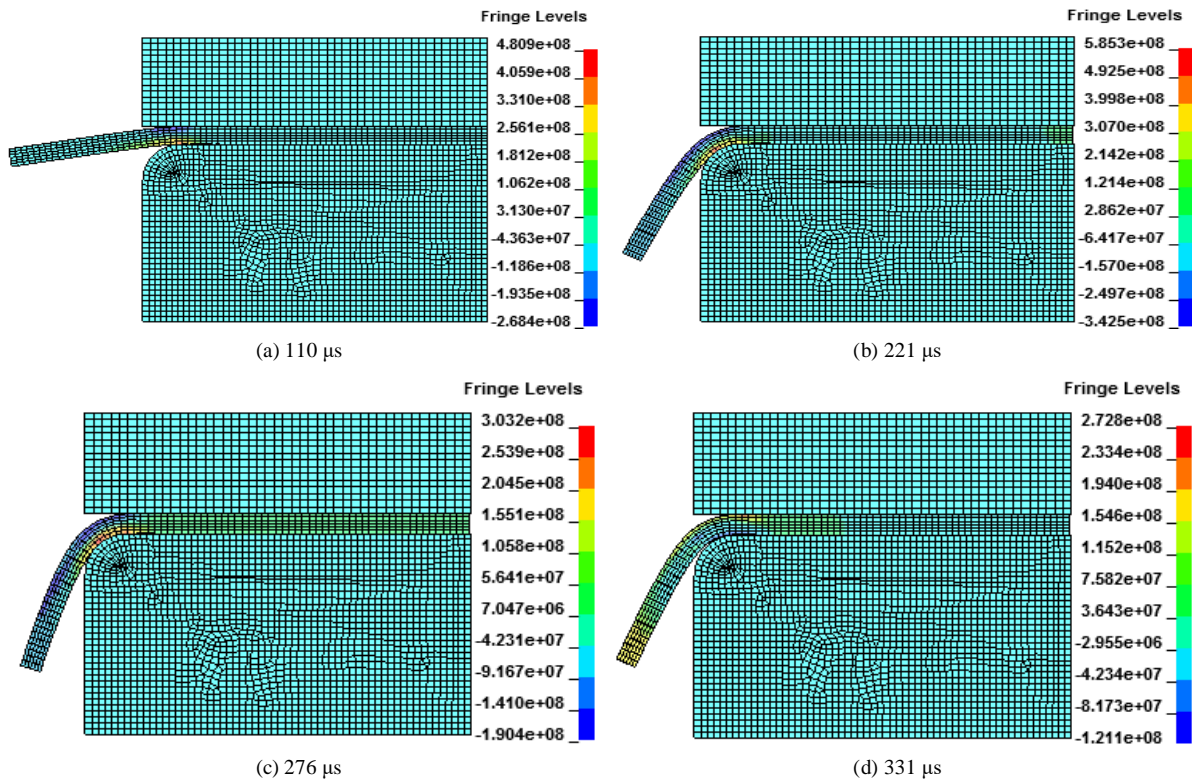 Fringe Levels
4.809e+08
4.059e+08
3.310e+08
2.561e+08
1.812e+08
1.062e+08
3.130e+07
-4.363e+07
-1.186e+08
-1.935e+08
-2.684e+08
(a) 110 μs
Fringe Levels
5.853e+08
4.925e+08
3.998e+08
3.070e+08
2.142e+08
1.214e+08
2.862e+07
-6.417e+07
-1.570e+08
-2.497e+08
-3.425e+08
(b) 221 μs
Fringe Levels
3.032e+08
2.539e+08
2.045e+08
1.551e+08
1.058e+08
5.641e+07
7.047e+06
-4.231e+07
-9.167e+07
-1.410e+08
-1.904e+08
(c) 276 μs
Fringe Levels
2.728e+08
2.334e+08
1.940e+08
1.546e+08
1.152e+08
7.582e+07
3.643e+07
-2.955e+06
-4.234e+07
-8.173e+07
-1.211e+08
(d) 331 μs